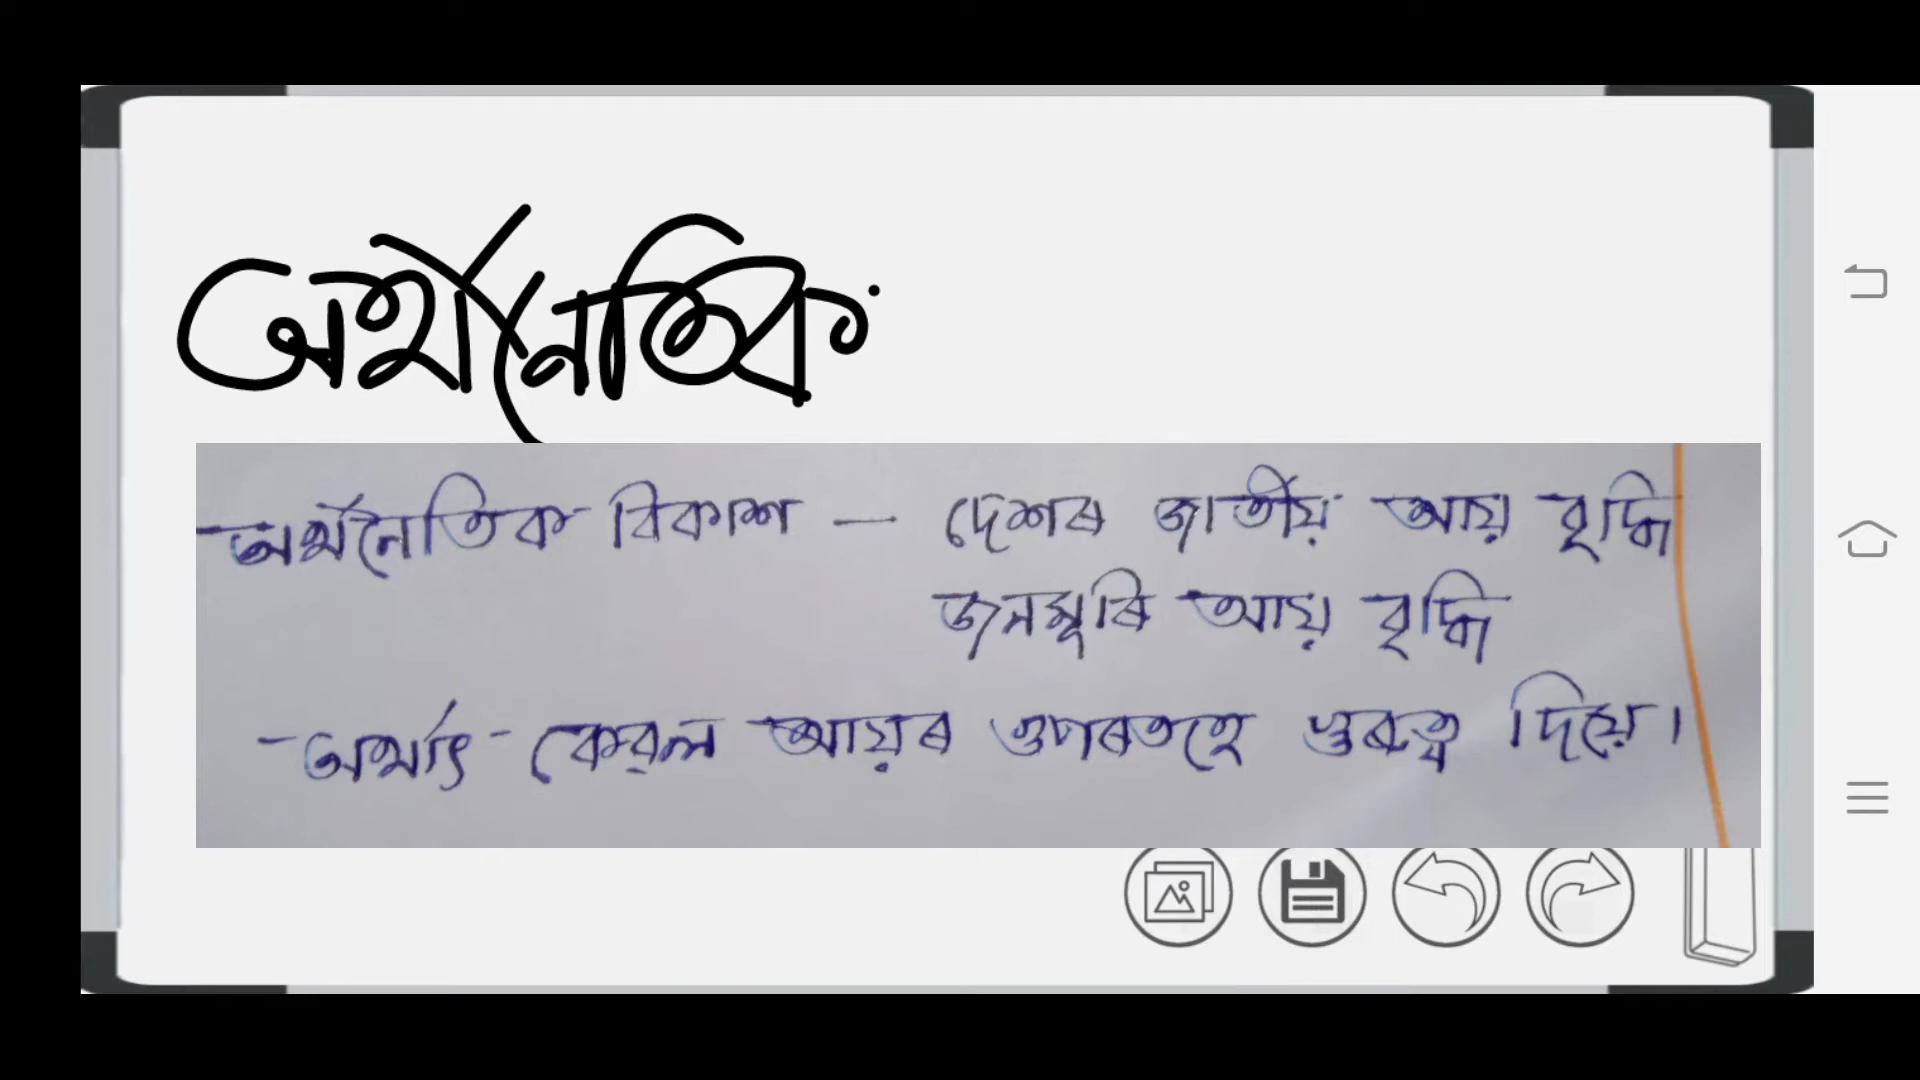 অৰ্থনৈতিক
অৰ্থনৈতিক বিকাশ — দেশৰ জাতীয় আয় বৃদ্ধি
জনমূৰি আয় বৃদ্ধি
অৰ্থাৎ - কেৱল আয়ৰ ওপৰতহে গুৰুত্ব দিয়ে।